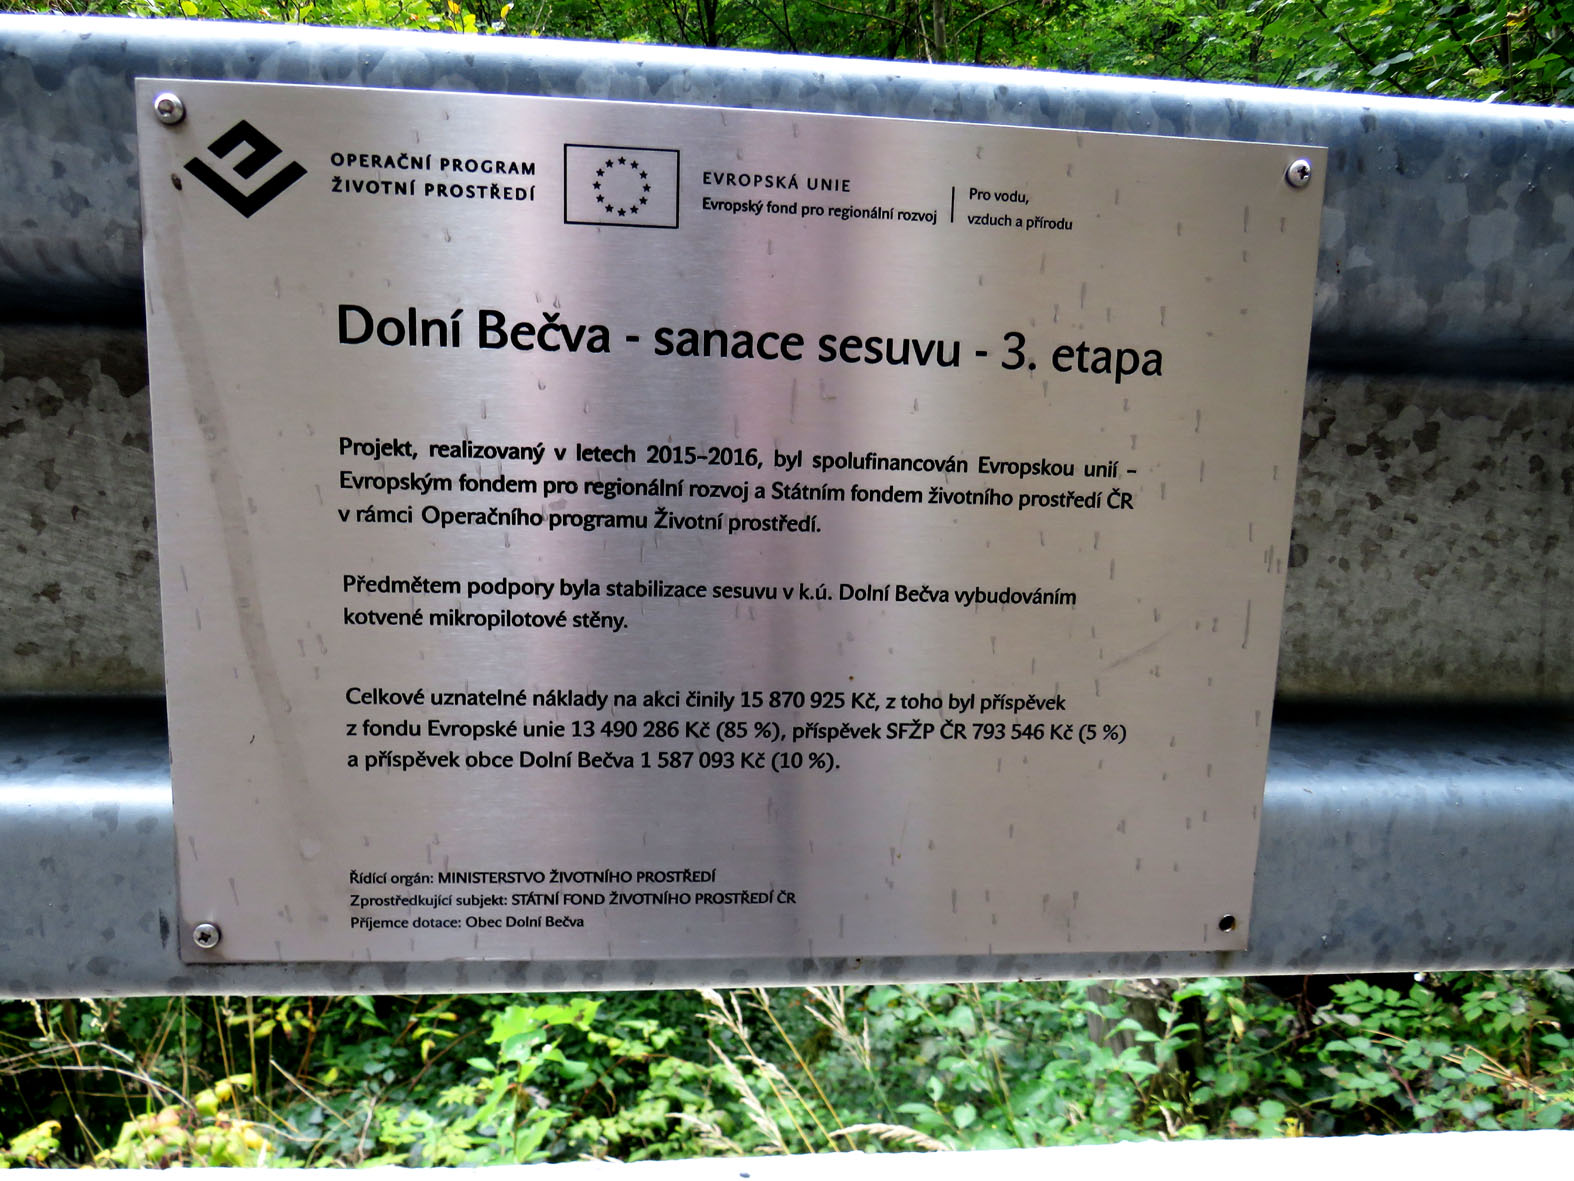 OPERAČNÍ PROGRAM
ŽIVOTNÍ PROSTŘEDÍ
EVROPSKÁ UNIE
Evropský fond pro regionální rozvoj
Pro vodu,
vzduch a přírodu
Dolní Bečva - sanace sesuvu - 3. etapa
Projekt, realizovaný v letech 2015–2016, byl spolufinancován Evropskou unií –
Evropským fondem pro regionální rozvoj a Státním fondem životního prostředí ČR
v rámci Operačního programu Životní prostředí.
Předmětem podpory byla stabilizace sesuvu v k.ú. Dolní Bečva vybudováním
kotvené mikropilotové stěny.
Celkové uznatelné náklady na akci činily 15 870 925 Kč, z toho byl příspěvek
z fondu Evropské unie 13 490 286 Kč (85 %), příspěvek SFŽP ČR 793 546 Kč (5 %)
a příspěvek obce Dolní Bečva 1 587 093 Kč (10 %).
Řídící orgán: MINISTERSTVO ŽIVOTNÍHO PROSTŘEDÍ
Zprostředkující subjekt: STÁTNÍ FOND ŽIVOTNÍHO PROSTŘEDÍ ČR
Příjemce dotace: Obec Dolní Bečva